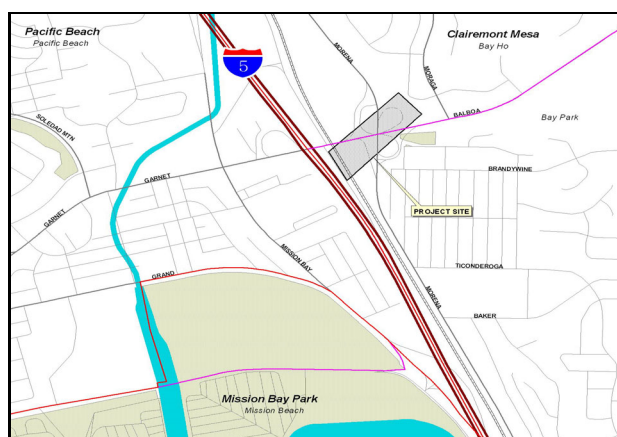 Pacific Beach
Pacific Beach
5
Clairemont Mesa
Bay Ho
MORENA
MORAGA
BALBOA
Bay Park
SOLEDAD MTN
GARNET
BRANDYWINE
PROJECT SITE
GARNET
MISSION BAY
GRAND
TICONDEROGA
MORENA
BAKER
Mission Bay Park
Mission Beach